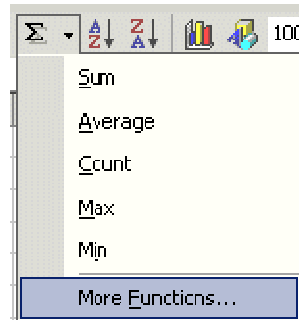 Σ A Z Z A 100
Sum
Average
Count
Max
Min
More Functions...